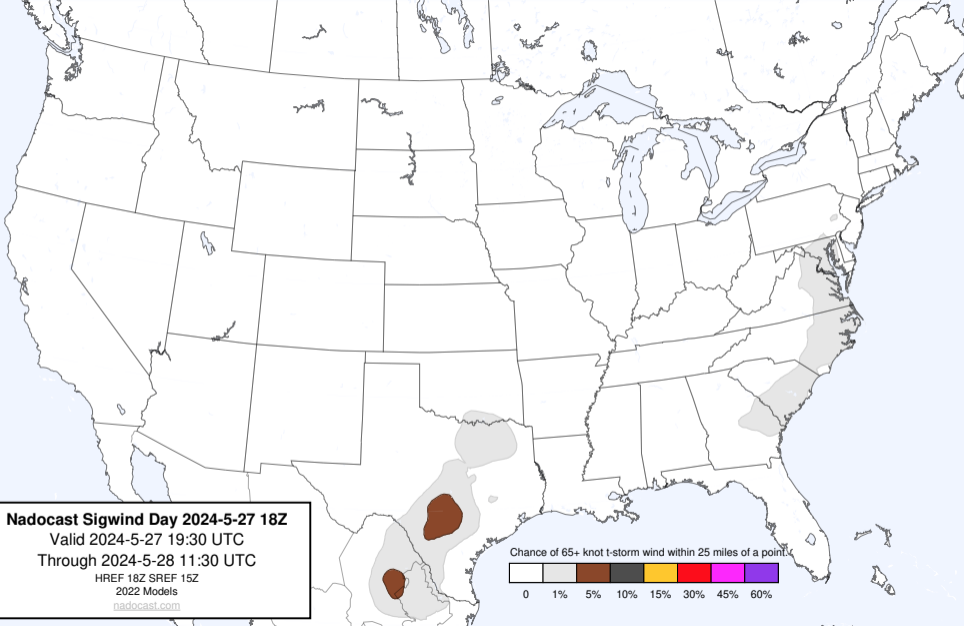 Nadocast Sigwind Day 2024-5-27 18Z
Valid 2024-5-27 19:30 UTC
Through 2024-5-28 11:30 UTC
HREF 18Z SREF 15Z
2022 Models
nadocast.com
Chance of 65+ knot t-storm wind within 25 miles of a point.
0 1% 5% 10% 15% 30% 45% 60%